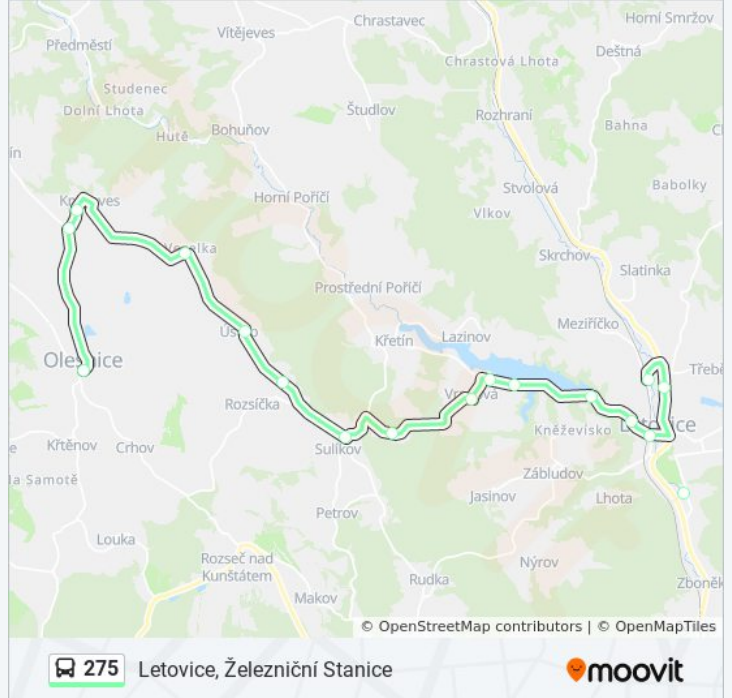 Horní Smržov
Chrastavec
Vítějeves
Předměstí
Deštná
Chrastová Lhota
Studenec
Dolní Lhota
Študlov
Rozhraní
Hutě
Bohuňov
Bahna
ín
Stvolová
Babolky
Horní Poříčí
Vlkov
Skrchov
Slatinka
Prostřední Poříčí
Meziříčko
Lazinov
Křetín
Rozsíčka
Kněževísko
Sulíkov
Křtěnov
Crhov
Zábludov
la Samotě
Jasinov
Lhota
Petrov
Louka
Rozseč nad
Kunštátem
Nýrov
Rudka
Makov
© OpenStreetMap contributors | © OpenMapTiles
275 Letovice, Železniční Stanice
moovit